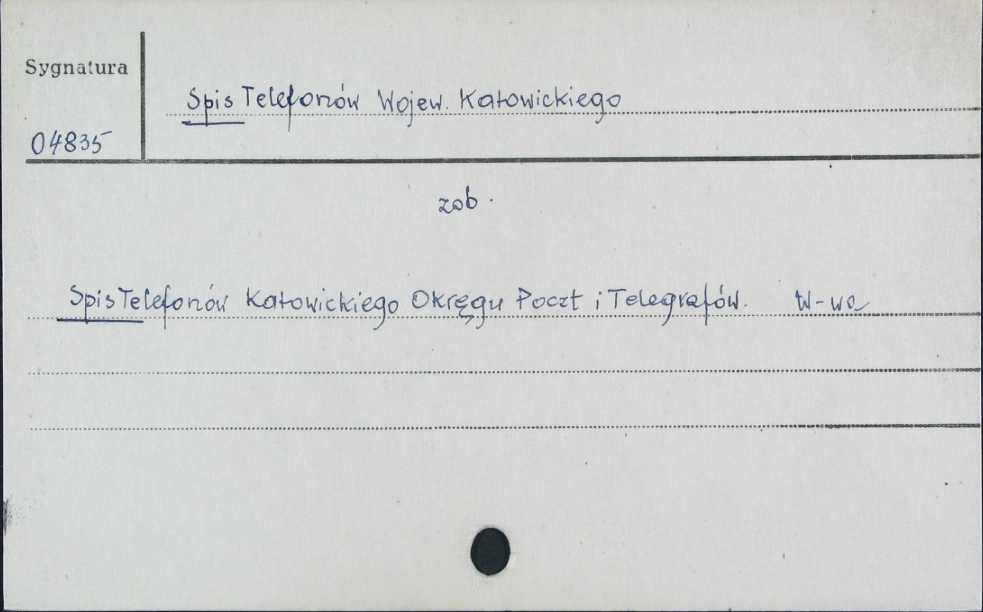 Sygnatura
Spis Telefonów Wojew. Katowickiego
04835
zob.
Spis Telefonów Katowickiego Okręgu Poczt i Telegrafów. W-wa